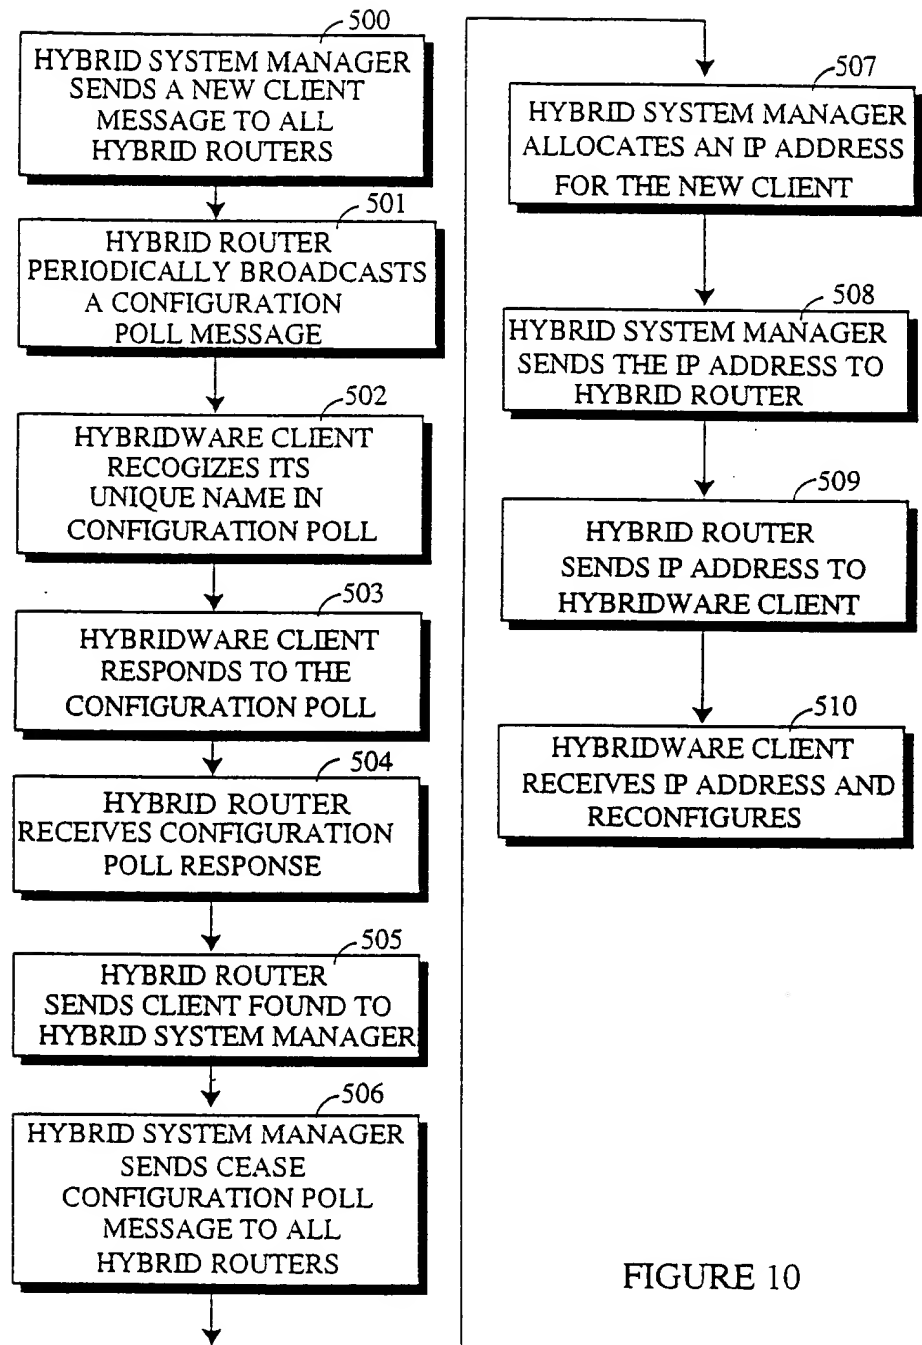 500
HYBRID SYSTEM MANAGER
SENDS A NEW CLIENT
MESSAGE TO ALL
HYBRID ROUTERS
501
HYBRID ROUTER
PERIODICALLY BROADCASTS
A CONFIGURATION
POLL MESSAGE
502
HYBRIDWARE CLIENT
RECOGIZES ITS
UNIQUE NAME IN
CONFIGURATION POLL
503
HYBRIDWARE CLIENT
RESPONDS TO THE
CONFIGURATION POLL
504
HYBRID ROUTER
RECEIVES CONFIGURATION
POLL RESPONSE
505
HYBRID ROUTER
SENDS CLIENT FOUND TO
HYBRID SYSTEM MANAGER
506
HYBRID SYSTEM MANAGER
SENDS CEASE
CONFIGURATION POLL
MESSAGE TO ALL
HYBRID ROUTERS
507
HYBRID SYSTEM MANAGER
ALLOCATES AN IP ADDRESS
FOR THE NEW CLIENT
508
HYBRID SYSTEM MANAGER
SENDS THE IP ADDRESS TO
HYBRID ROUTER
509
HYBRID ROUTER
SENDS IP ADDRESS TO
HYBRIDWARE CLIENT
510
HYBRIDWARE CLIENT
RECEIVES IP ADDRESS AND
RECONFIGURES
FIGURE 10